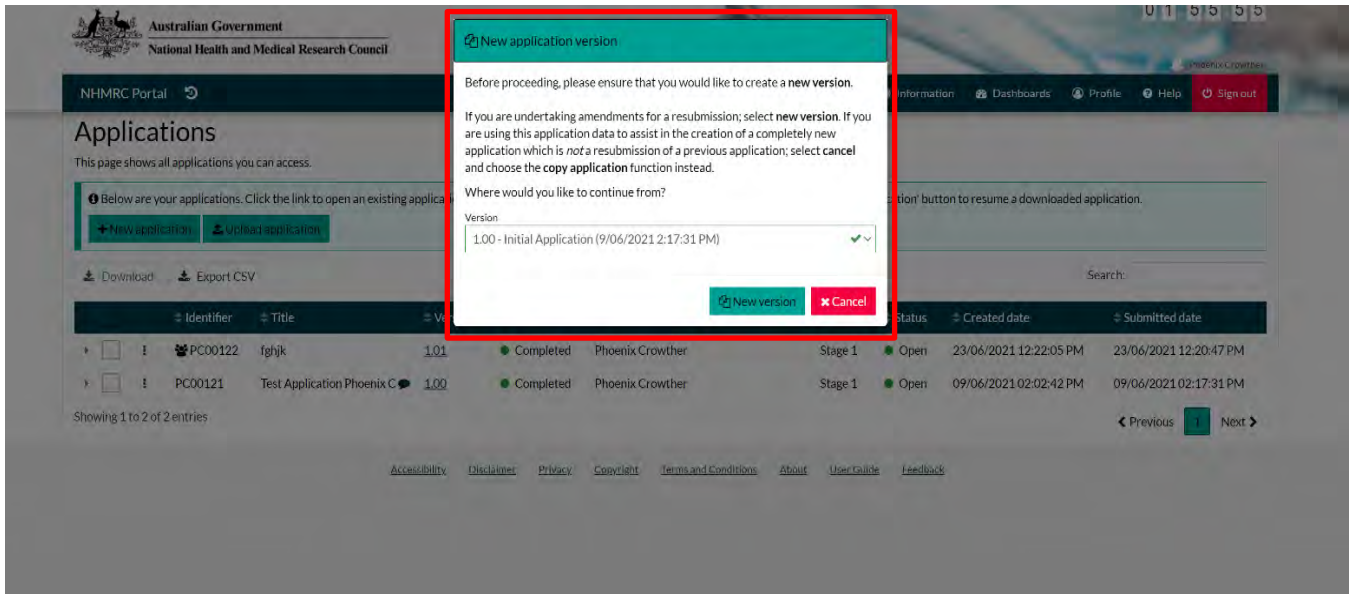 Australian Government
National Health and Medical Research Council
01 55 55
Phoenix Crowther
NHMRC Portal
Information
Dashboards
Profile
Help
Sign out
Applications
This page shows all applications you can access.
Below are your applications. Click the link to open an existing
tion' button to resume a downloaded application.
New application
Upload application
Download
Export CSV
Search:
New application version
Before proceeding, please ensure that you would like to create a new version.
If you are undertaking amendments for a resubmission; select new version. If you
are using this application data to assist in the creation of a completely new
application which is not a resubmission of a previous application; select cancel
and choose the copy application function instead.
Where would you like to continue from?
Version
1.00 - Initial Application (9/06/2021 2:17:31 PM)
New version
Cancel
Identifier Title Status Created date Submitted date
PC00122 fghjk 1.01 Completed Phoenix Crowther Stage 1 Open 23/06/2021 12:22:05 PM 23/06/2021 12:20:47 PM
PC00121 Test Application Phoenix C 1.00 Completed Phoenix Crowther Stage 1 Open 09/06/2021 02:02:42 PM 09/06/2021 02:17:31 PM
Showing 1 to 2 of 2 entries
Previous 1 Next
Accessibility Disclaimer Privacy Copyright Terms and Conditions About User Guide Feedback